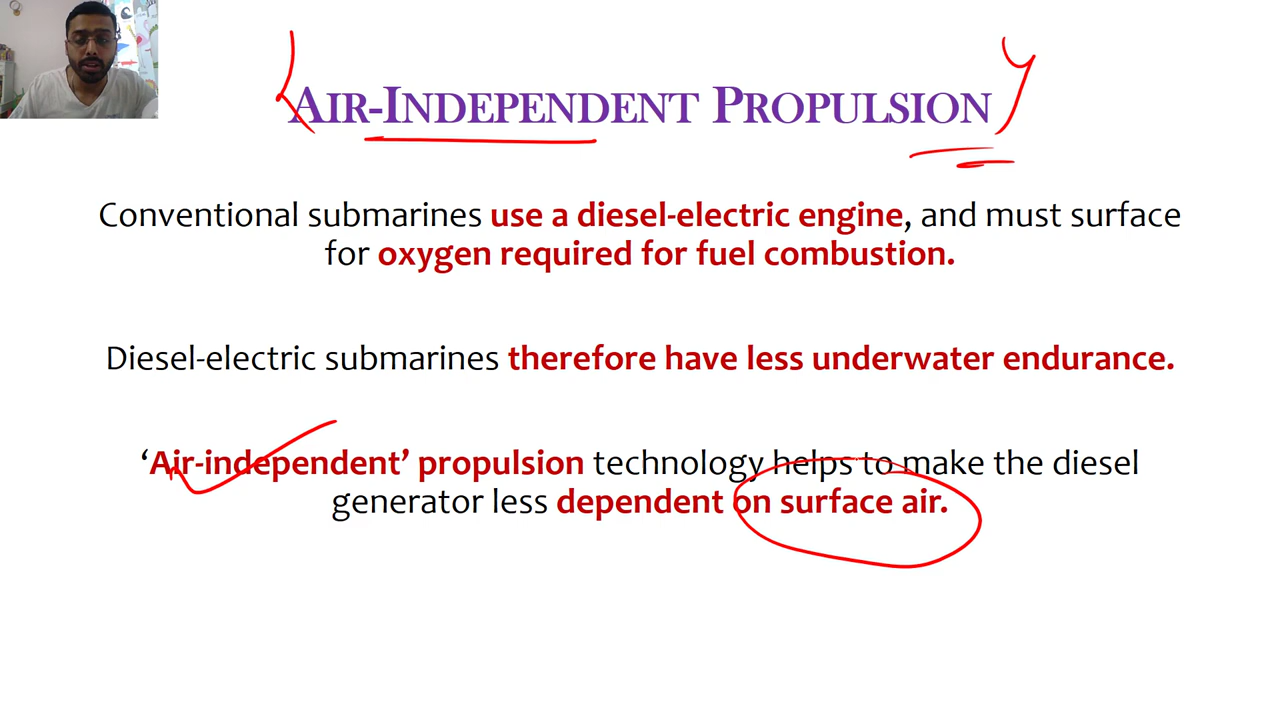 AIR-INDEPENDENT PROPULSION
Conventional submarines use a diesel-electric engine, and must surface
for oxygen required for fuel combustion.
Diesel-electric submarines therefore have less underwater endurance.
‘Air-independent’ propulsion technology helps to make the diesel
generator less dependent on surface air.